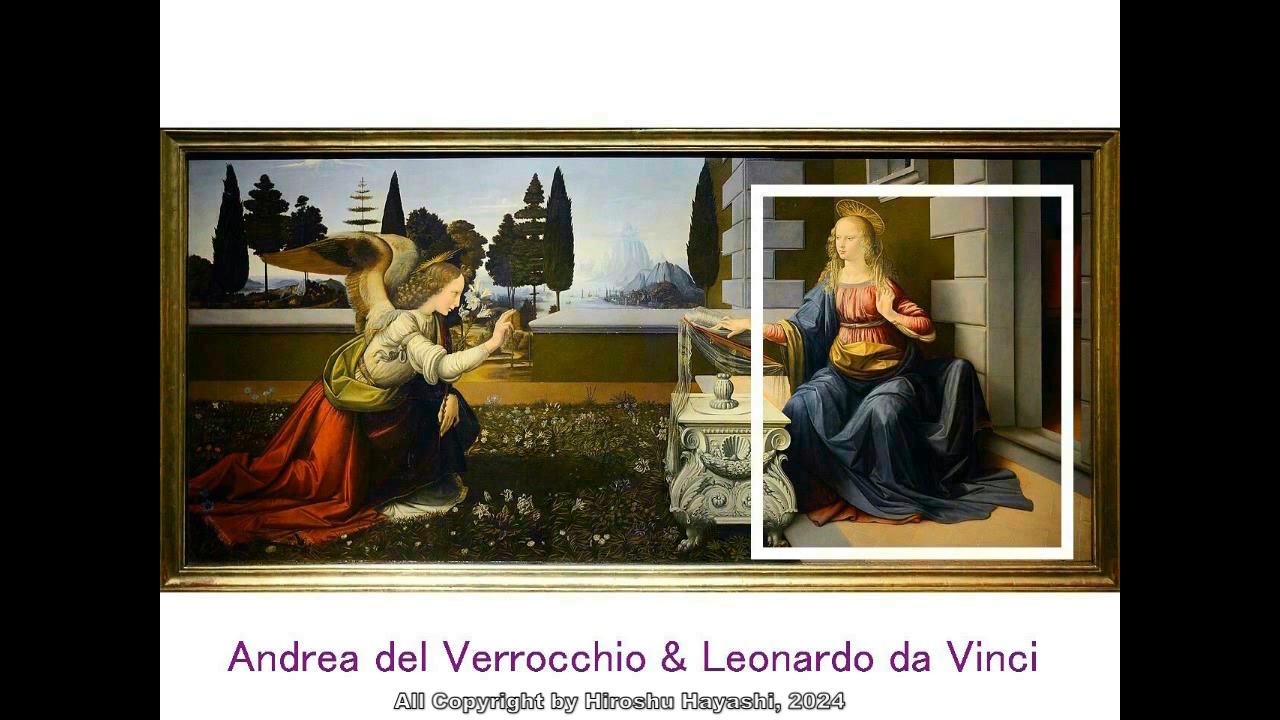 Andrea del Verrocchio & Leonardo da Vinci
All Copyright by Hiroshu Hayashi, 2024